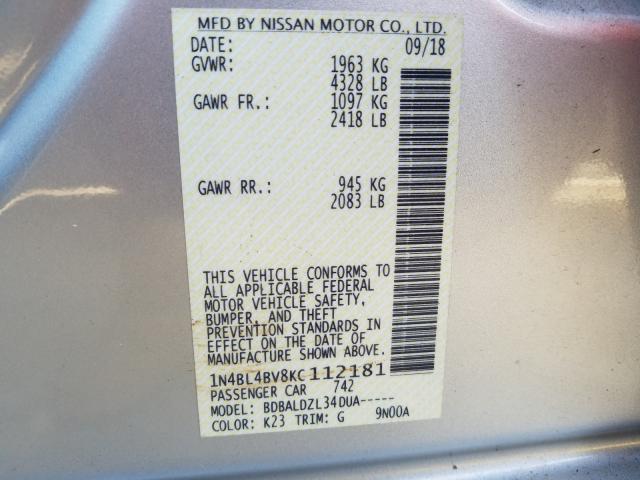 MFD BY NISSAN MOTOR CO., LTD.
DATE: 09/18
GVWR: 1963 KG
4328 LB
GAWR FR.: 1097 KG
2418 LB
GAWR RR.: 945 KG
2083 LB
THIS VEHICLE CONFORMS TO
ALL APPLICABLE FEDERAL
MOTOR VEHICLE SAFETY,
BUMPER, AND THEFT
PREVENTION STANDARDS IN
EFFECT ON THE DATE OF
MANUFACTURE SHOWN ABOVE.
1N4BL4BV8KC112181
PASSENGER CAR 742
MODEL: BDBALDZL34DUA-----
COLOR: K23 TRIM: G 9N00A